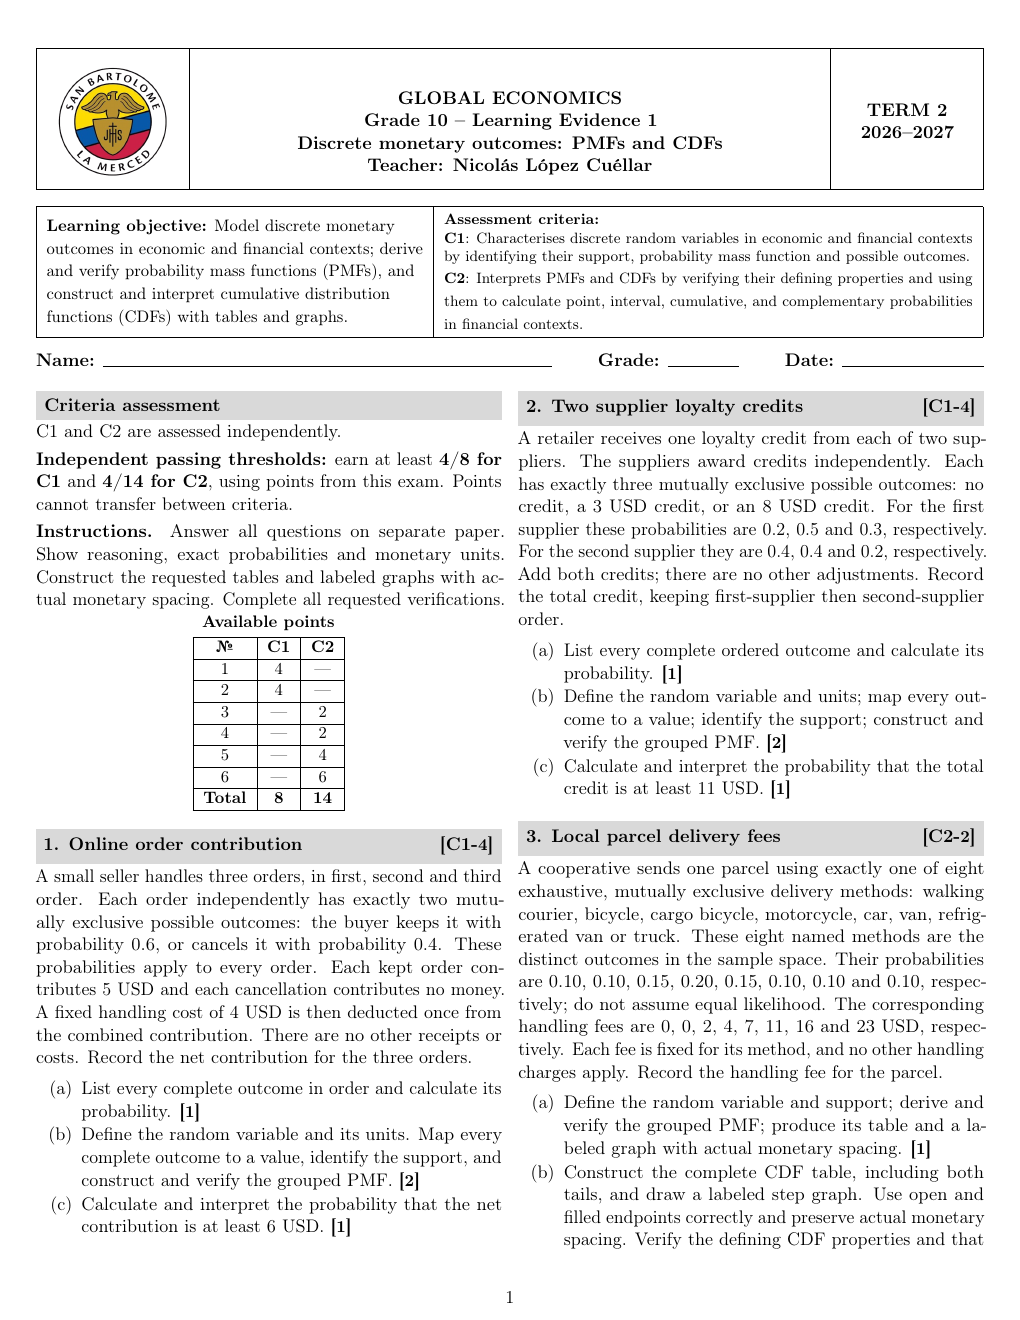 SAN BARTOLOME
LA MERCED
JHS
GLOBAL ECONOMICS
Grade 10 – Learning Evidence 1
Discrete monetary outcomes: PMFs and CDFs
Teacher: Nicolás López Cuéllar
TERM 2
2026–2027
Learning objective: Model discrete monetary
outcomes in economic and financial contexts; derive
and verify probability mass functions (PMFs), and
construct and interpret cumulative distribution
functions (CDFs) with tables and graphs.
Assessment criteria:
C1: Characterises discrete random variables in economic and financial contexts
by identifying their support, probability mass function and possible outcomes.
C2: Interprets PMFs and CDFs by verifying their defining properties and using
them to calculate point, interval, cumulative, and complementary probabilities
in financial contexts.
Name: Grade: Date:
Criteria assessment
C1 and C2 are assessed independently.
Independent passing thresholds: earn at least 4/8 for
C1 and 4/14 for C2, using points from this exam. Points
cannot transfer between criteria.
Instructions. Answer all questions on separate paper.
Show reasoning, exact probabilities and monetary units.
Construct the requested tables and labeled graphs with ac-
tual monetary spacing. Complete all requested verifications.
Available points
№ C1 C2
1 4 —
2 4 —
3 — 2
4 — 2
5 — 4
6 — 6
Total 8 14
1. Online order contribution [C1-4]
A small seller handles three orders, in first, second and third
order. Each order independently has exactly two mutu-
ally exclusive possible outcomes: the buyer keeps it with
probability 0.6, or cancels it with probability 0.4. These
probabilities apply to every order. Each kept order con-
tributes 5 USD and each cancellation contributes no money.
A fixed handling cost of 4 USD is then deducted once from
the combined contribution. There are no other receipts or
costs. Record the net contribution for the three orders.
(a) List every complete outcome in order and calculate its
probability. [1]
(b) Define the random variable and its units. Map every
complete outcome to a value, identify the support, and
construct and verify the grouped PMF. [2]
(c) Calculate and interpret the probability that the net
contribution is at least 6 USD. [1]
2. Two supplier loyalty credits [C1-4]
A retailer receives one loyalty credit from each of two sup-
pliers. The suppliers award credits independently. Each
has exactly three mutually exclusive possible outcomes: no
credit, a 3 USD credit, or an 8 USD credit. For the first
supplier these probabilities are 0.2, 0.5 and 0.3, respectively.
For the second supplier they are 0.4, 0.4 and 0.2, respectively.
Add both credits; there are no other adjustments. Record
the total credit, keeping first-supplier then second-supplier
order.
(a) List every complete ordered outcome and calculate its
probability. [1]
(b) Define the random variable and units; map every out-
come to a value; identify the support; construct and
verify the grouped PMF. [2]
(c) Calculate and interpret the probability that the total
credit is at least 11 USD. [1]
3. Local parcel delivery fees [C2-2]
A cooperative sends one parcel using exactly one of eight
exhaustive, mutually exclusive delivery methods: walking
courier, bicycle, cargo bicycle, motorcycle, car, van, refrig-
erated van or truck. These eight named methods are the
distinct outcomes in the sample space. Their probabilities
are 0.10, 0.10, 0.15, 0.20, 0.15, 0.10, 0.10 and 0.10, respec-
tively; do not assume equal likelihood. The corresponding
handling fees are 0, 0, 2, 4, 7, 11, 16 and 23 USD, respec-
tively. Each fee is fixed for its method, and no other handling
charges apply. Record the handling fee for the parcel.
(a) Define the random variable and support; derive and
verify the grouped PMF; produce its table and a la-
beled graph with actual monetary spacing. [1]
(b) Construct the complete CDF table, including both
tails, and draw a labeled step graph. Use open and
filled endpoints correctly and preserve actual monetary
spacing. Verify the defining CDF properties and that
1